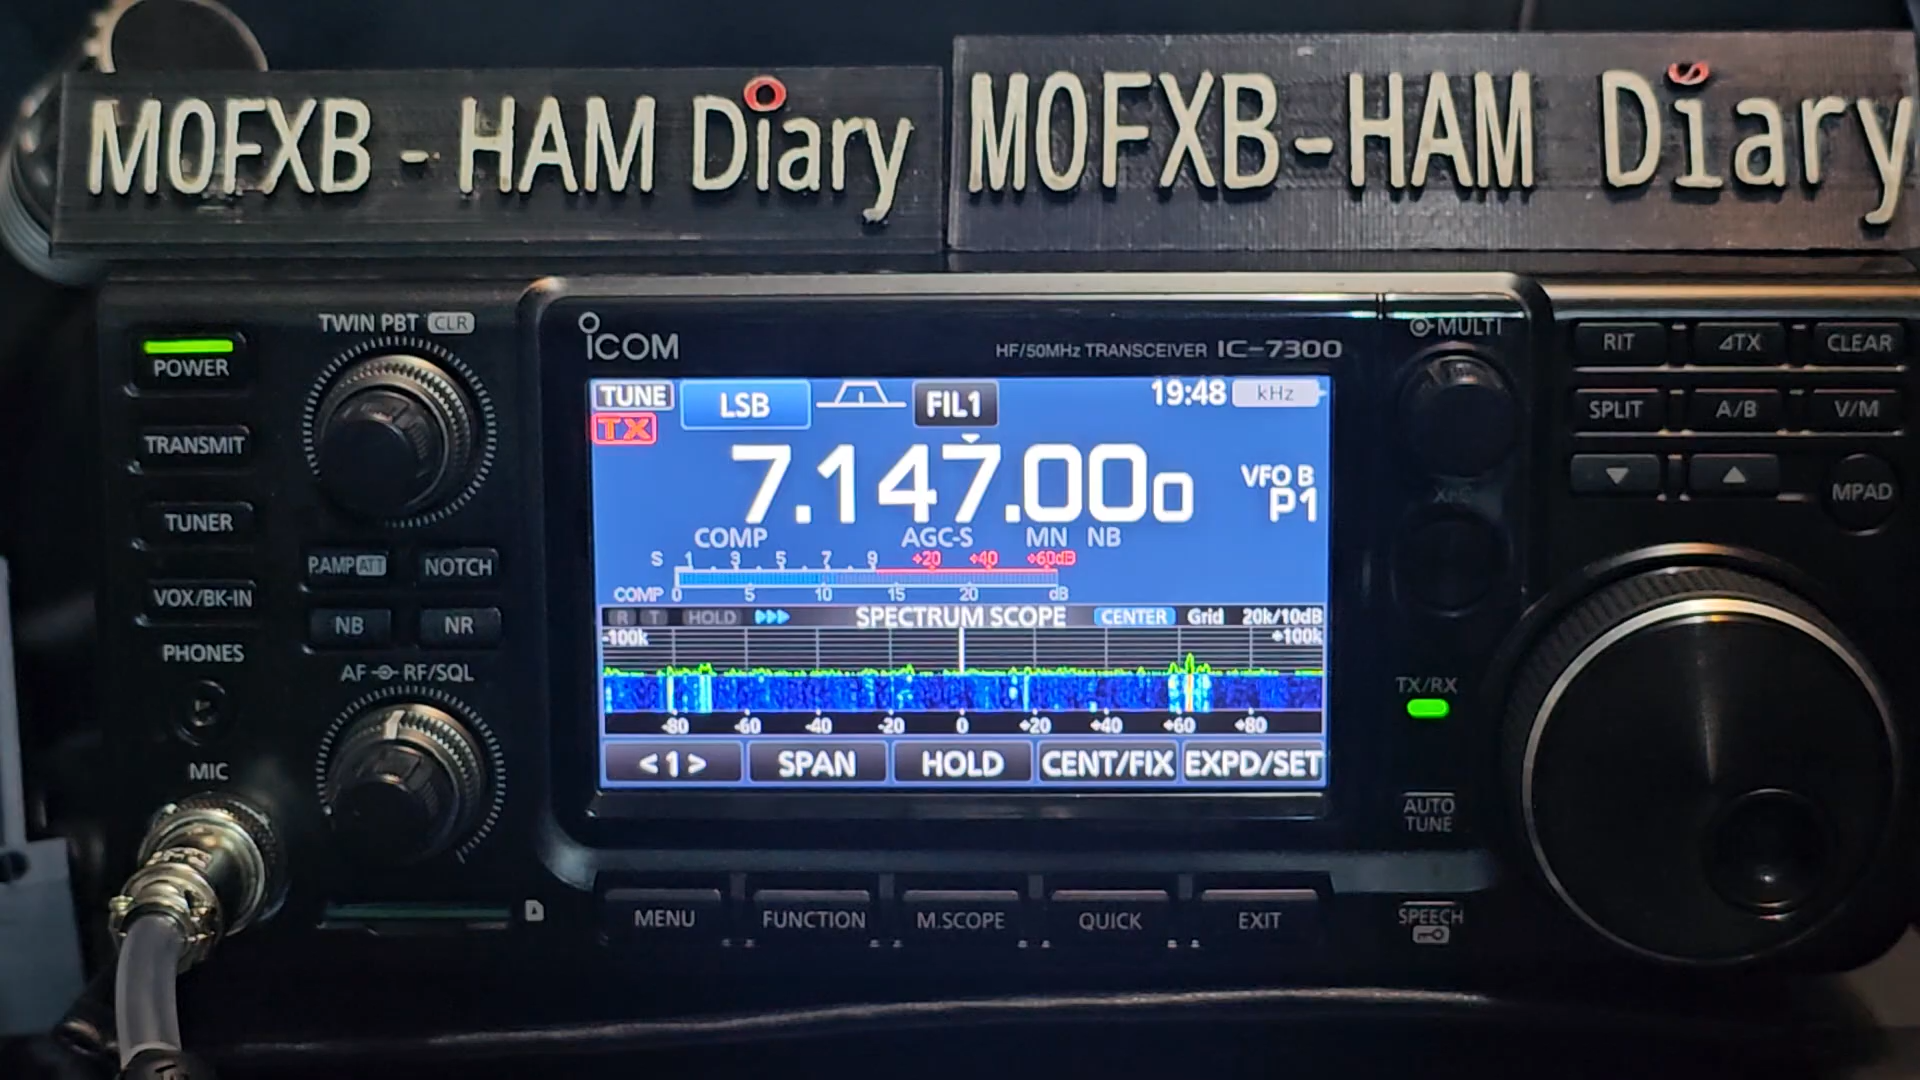 MOFXB - HAM Diary
MOFXB-HAM Diary
TWIN PBT CLR
POWER
TRANSMIT
TUNER
P.AMP ATT
NOTCH
VOX/BK-IN
NB
NR
PHONES
AF RF/SQL
MIC
ICOM
HF/50MHz TRANSCEIVER IC-7300
TUNE
LSB
FIL1
19:48
kHz
TX
7.147.000
VFO B
P1
COMP AGC-S MN NB
S 1 3 5 7 9 +20 +40 +60dB
COMP 0 5 10 15 20 dB
R T HOLD SPECTRUM SCOPE CENTER Grid 20k/10dB
-100k +100k
-80 -60 -40 -20 0 +20 +40 +60 +80
<1> SPAN HOLD CENT/FIX EXPD/SET
MENU FUNCTION M.SCOPE QUICK EXIT
MULTI
RIT ⊿TX CLEAR
SPLIT A/B V/M
MPAD
XFC
TX/RX
AUTO
TUNE
SPEECH